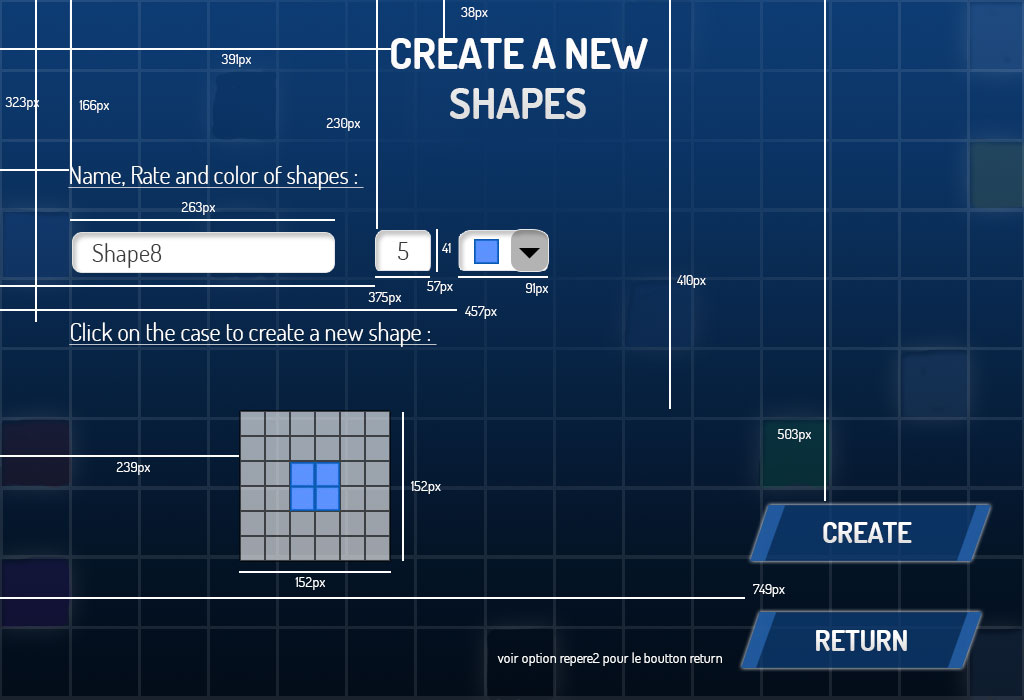 38px
CREATE A NEW
SHAPES
391px
323px
166px
230px
Name, Rate and color of shapes :
263px
Shape8
5
41
57px
91px
375px
457px
410px
Click on the case to create a new shape :
503px
239px
152px
152px
CREATE
749px
RETURN
voir option repere2 pour le boutton return